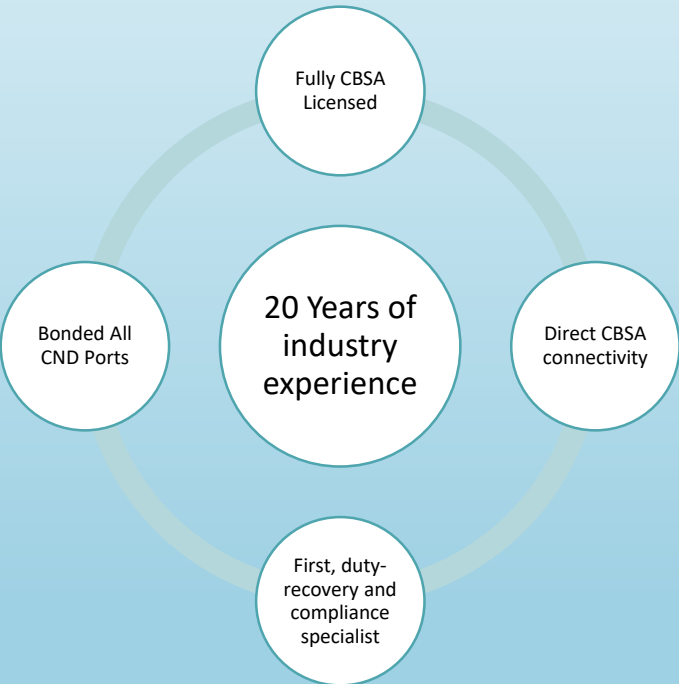 Fully CBSA
Licensed
20 Years of
industry
experience
Bonded All
CND Ports
Direct CBSA
connectivity
First, duty-
recovery and
compliance
specialist